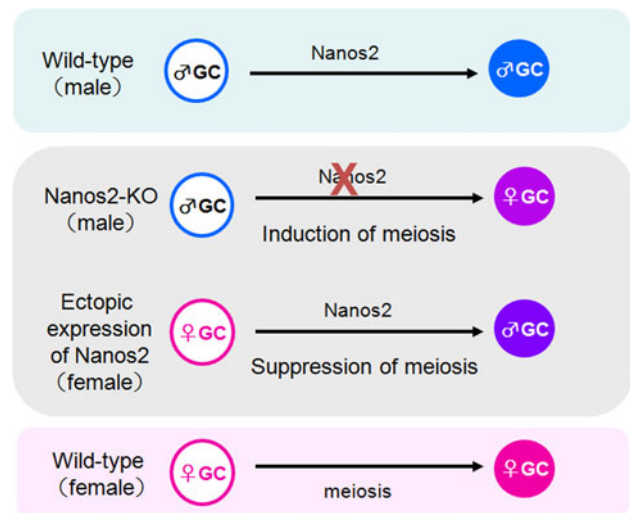 Wild-type
（male）
♂GC
Nanos2
♂GC
Nanos2-KO
（male）
♂GC
Nanos2
Induction of meiosis
♀GC
Ectopic
expression
of Nanos2
（female）
♀GC
Nanos2
Suppression of meiosis
♂GC
Wild-type
（female）
♀GC
meiosis
♀GC